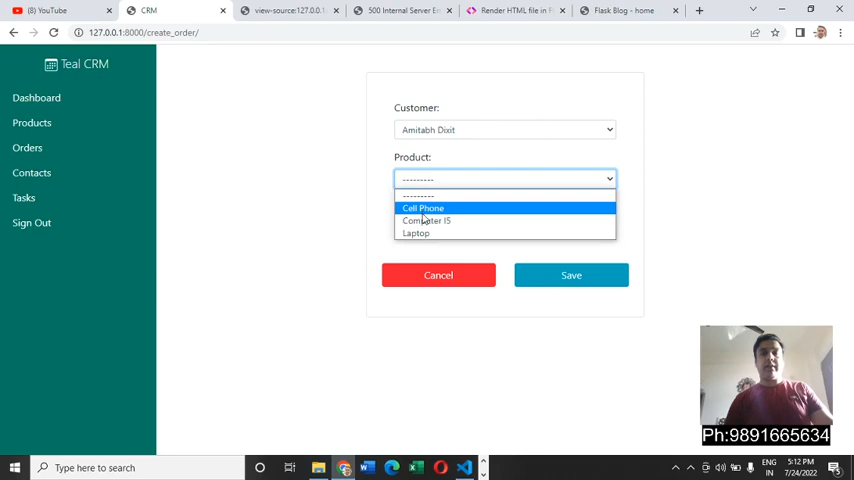 (8) YouTube
CRM
view-source:127.0.0.1:
500 Internal Server Er
Render HTML file in F
Flask Blog - home
127.0.0.1:8000/create_order/
Teal CRM
Dashboard
Products
Orders
Contacts
Tasks
Sign Out
Customer:
Amitabh Dixit
Product:
---------
---------
Cell Phone
Computer I5
Laptop
Cancel
Save
Ph:9891665634
Type here to search
ENG
IN
5:12 PM
7/24/2022
5